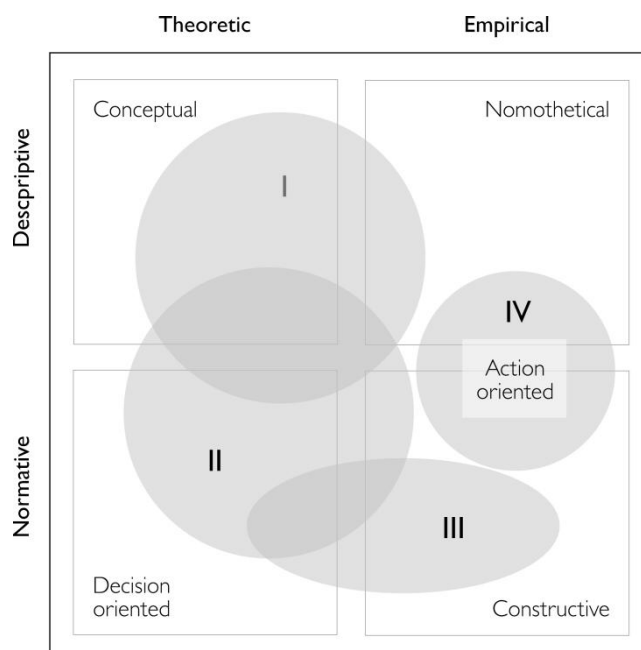 Theoretic
Empirical
Descpriptive
Conceptual
Nomothetical
I
IV
Action
oriented
Normative
II
III
Decision
oriented
Constructive